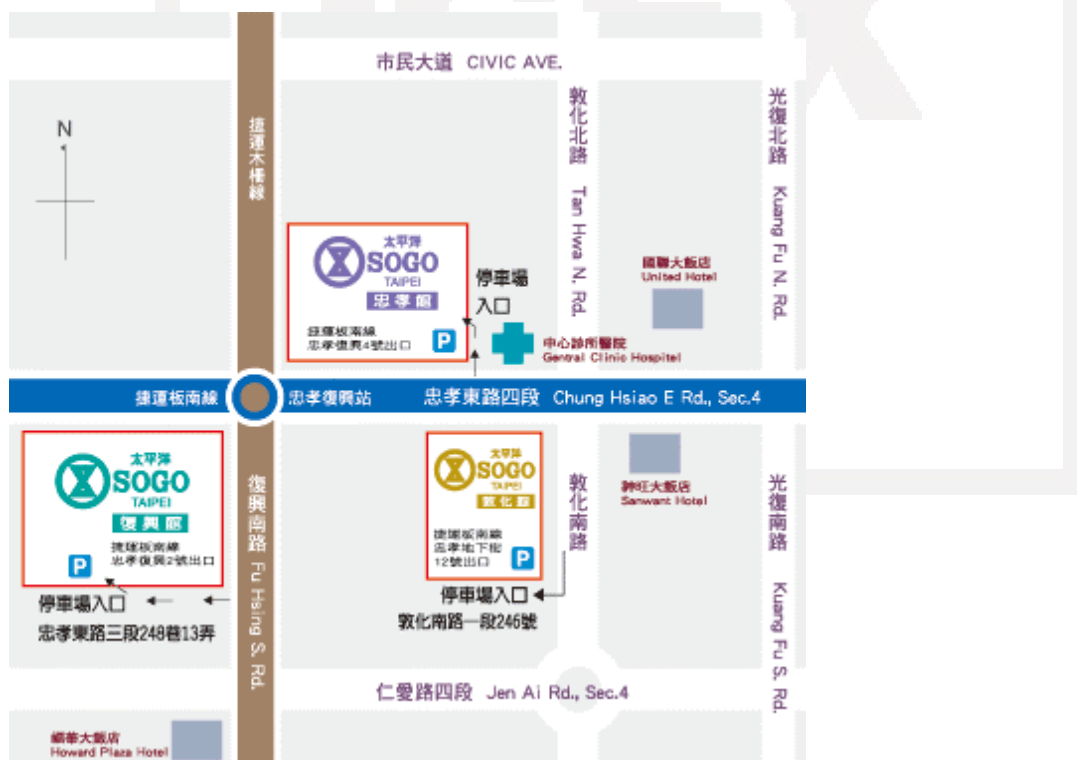 市民大道 CIVIC AVE.
敦化北路 Tan Hwa N. Rd.
光復北路 Kuang Fu N. Rd.
N
捷運木柵線
太平洋
SOGO
TAIPEI
忠孝館
捷運板南線
忠孝復興4號出口
P
停車場
入口
國聯大飯店
United Hotel
中心診所醫院
Central Clinic Hospital
捷運板南線
忠孝復興站
忠孝東路四段 Chung Hsiao E Rd., Sec.4
太平洋
SOGO
TAIPEI
復興館
捷運板南線
忠孝復興2號出口
P
停車場入口
忠孝東路三段248巷13弄
復興南路 Fu Hsing S. Rd.
太平洋
SOGO
TAIPEI
敦化館
捷運板南線
忠孝地下街
12號出口
P
停車場入口
敦化南路一段246號
敦化南路
神旺大飯店
Sanwant Hotel
光復南路 Kuang Fu S. Rd.
仁愛路四段 Jen Ai Rd., Sec.4
福華大飯店
Howard Plaza Hotel